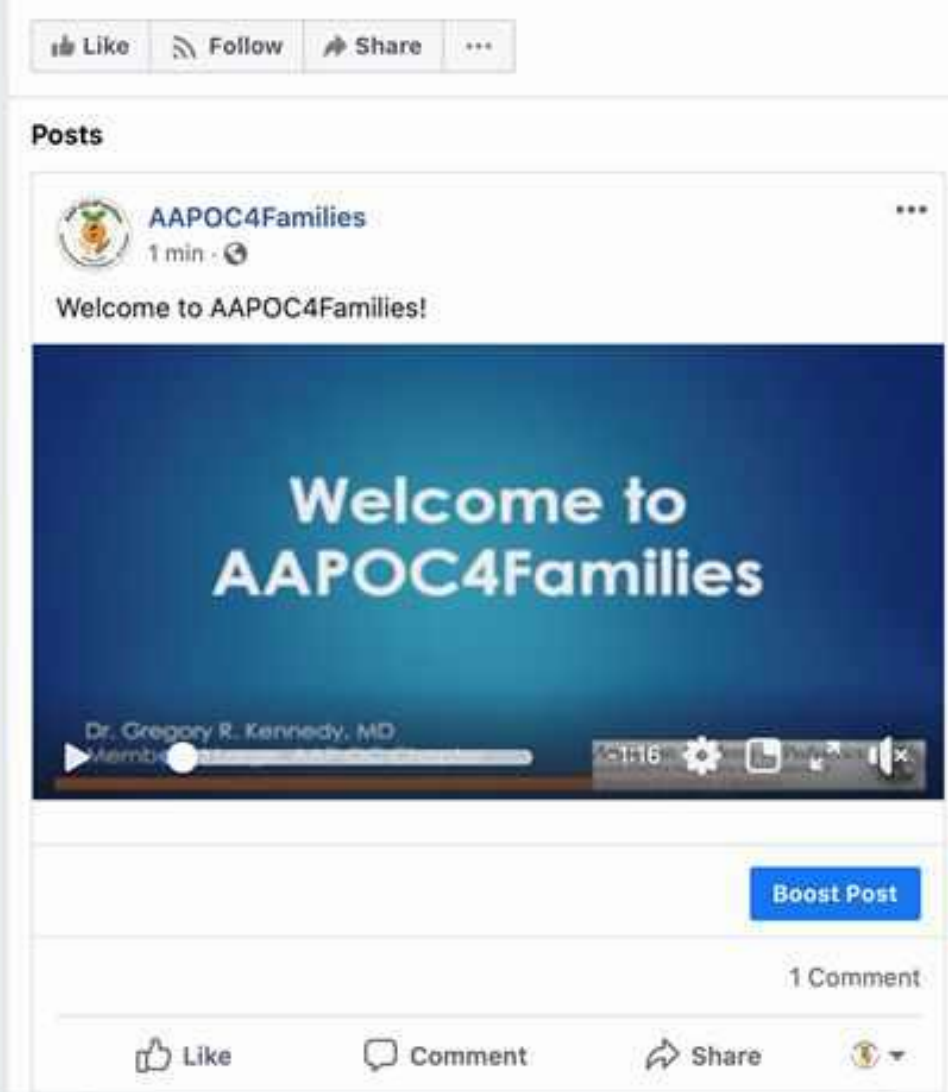 Like Follow Share ...
Posts
AAPOC4Families ...
1 min ·
Welcome to AAPOC4Families!
Welcome to
AAPOC4Families
Dr. Gregory R. Kennedy, MD
-1:16
Boost Post
1 Comment
Like Comment Share